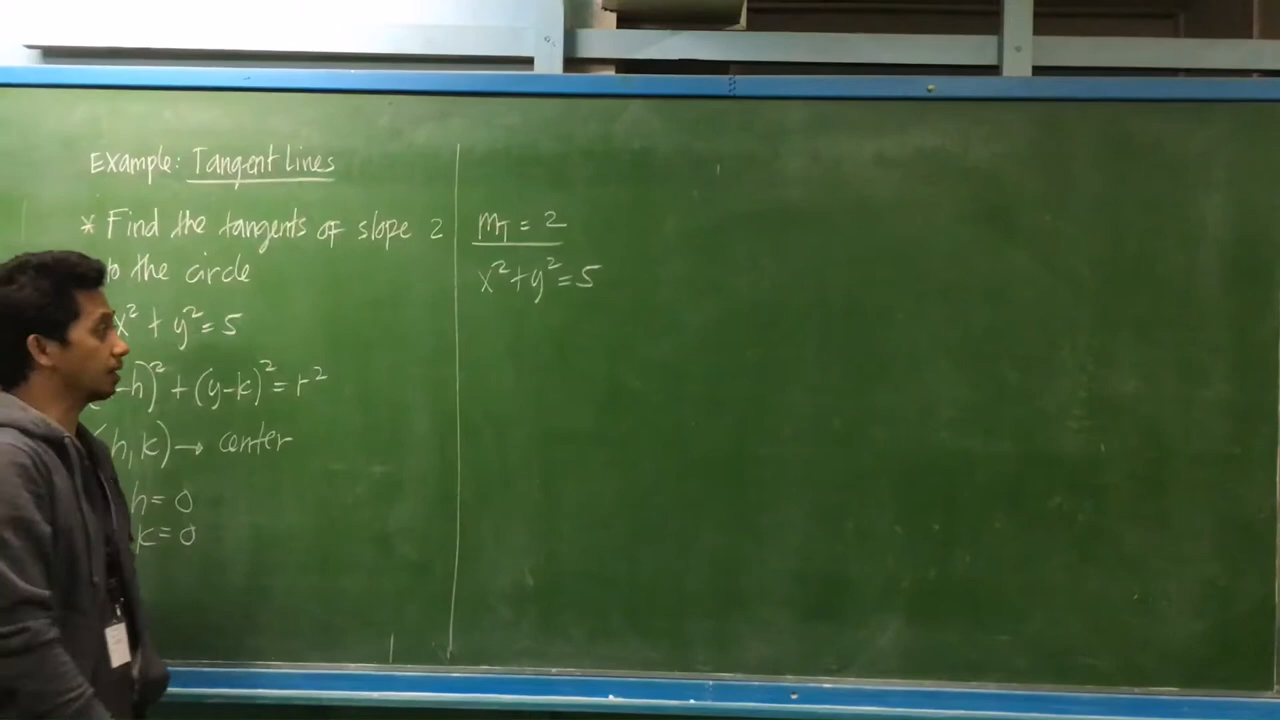 Example: Tangent Lines
* Find the tangents of slope 2
to the circle
x² + y² = 5
-h)² + (y-k)² = r²
(h, k) → center
h = 0
k = 0
m_T = 2
x² + y² = 5